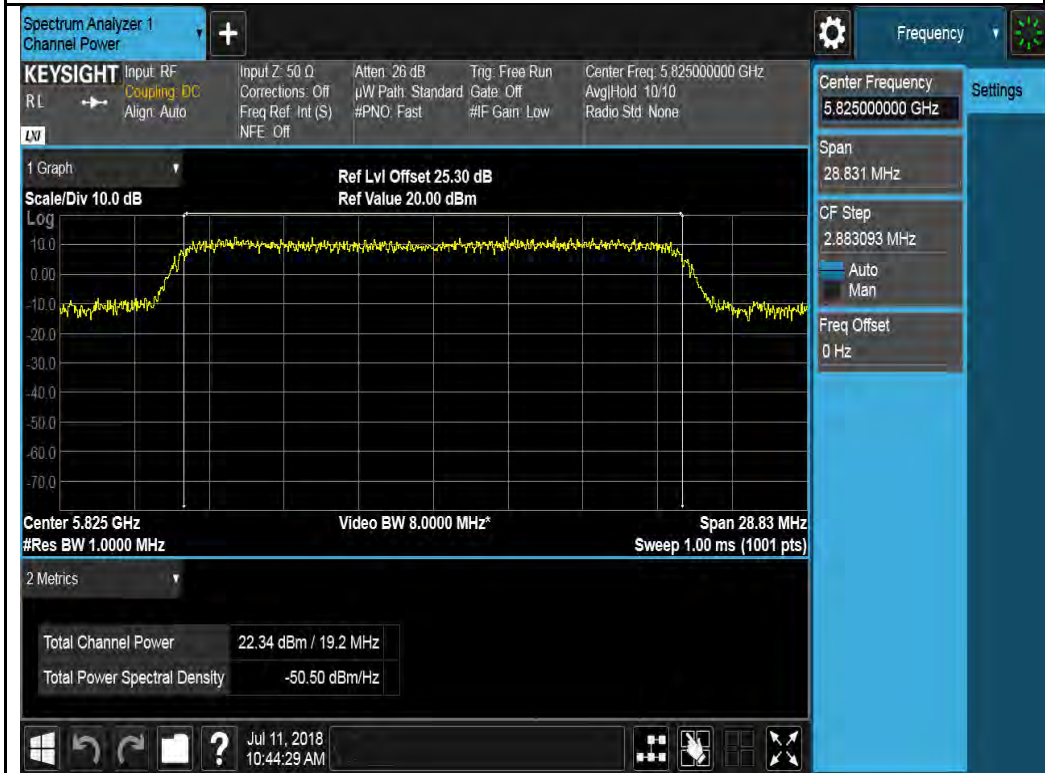 Spectrum Analyzer 1
Channel Power
+
Frequency
KEYSIGHT
R L
LXI
Input: RF
Coupling: DC
Align: Auto
Input Z: 50 Ω
Corrections: Off
Freq Ref: Int (S)
NFE: Off
Atten: 26 dB
µW Path: Standard
#PNO: Fast
Trig: Free Run
Gate: Off
#IF Gain: Low
Center Freq: 5.825000000 GHz
Avg|Hold: 10/10
Radio Std: None
Center Frequency
5.825000000 GHz
Settings
Span
28.831 MHz
CF Step
2.883093 MHz
Auto
Man
Freq Offset
0 Hz
1 Graph
Scale/Div 10.0 dB
Ref Lvl Offset 25.30 dB
Ref Value 20.00 dBm
Log
10.0
0.00
-10.0
-20.0
-30.0
-40.0
-50.0
-60.0
-70.0
Center 5.825 GHz
#Res BW 1.0000 MHz
Video BW 8.0000 MHz*
Span 28.83 MHz
Sweep 1.00 ms (1001 pts)
2 Metrics
Total Channel Power 22.34 dBm / 19.2 MHz
Total Power Spectral Density -50.50 dBm/Hz
?
Jul 11, 2018
10:44:29 AM